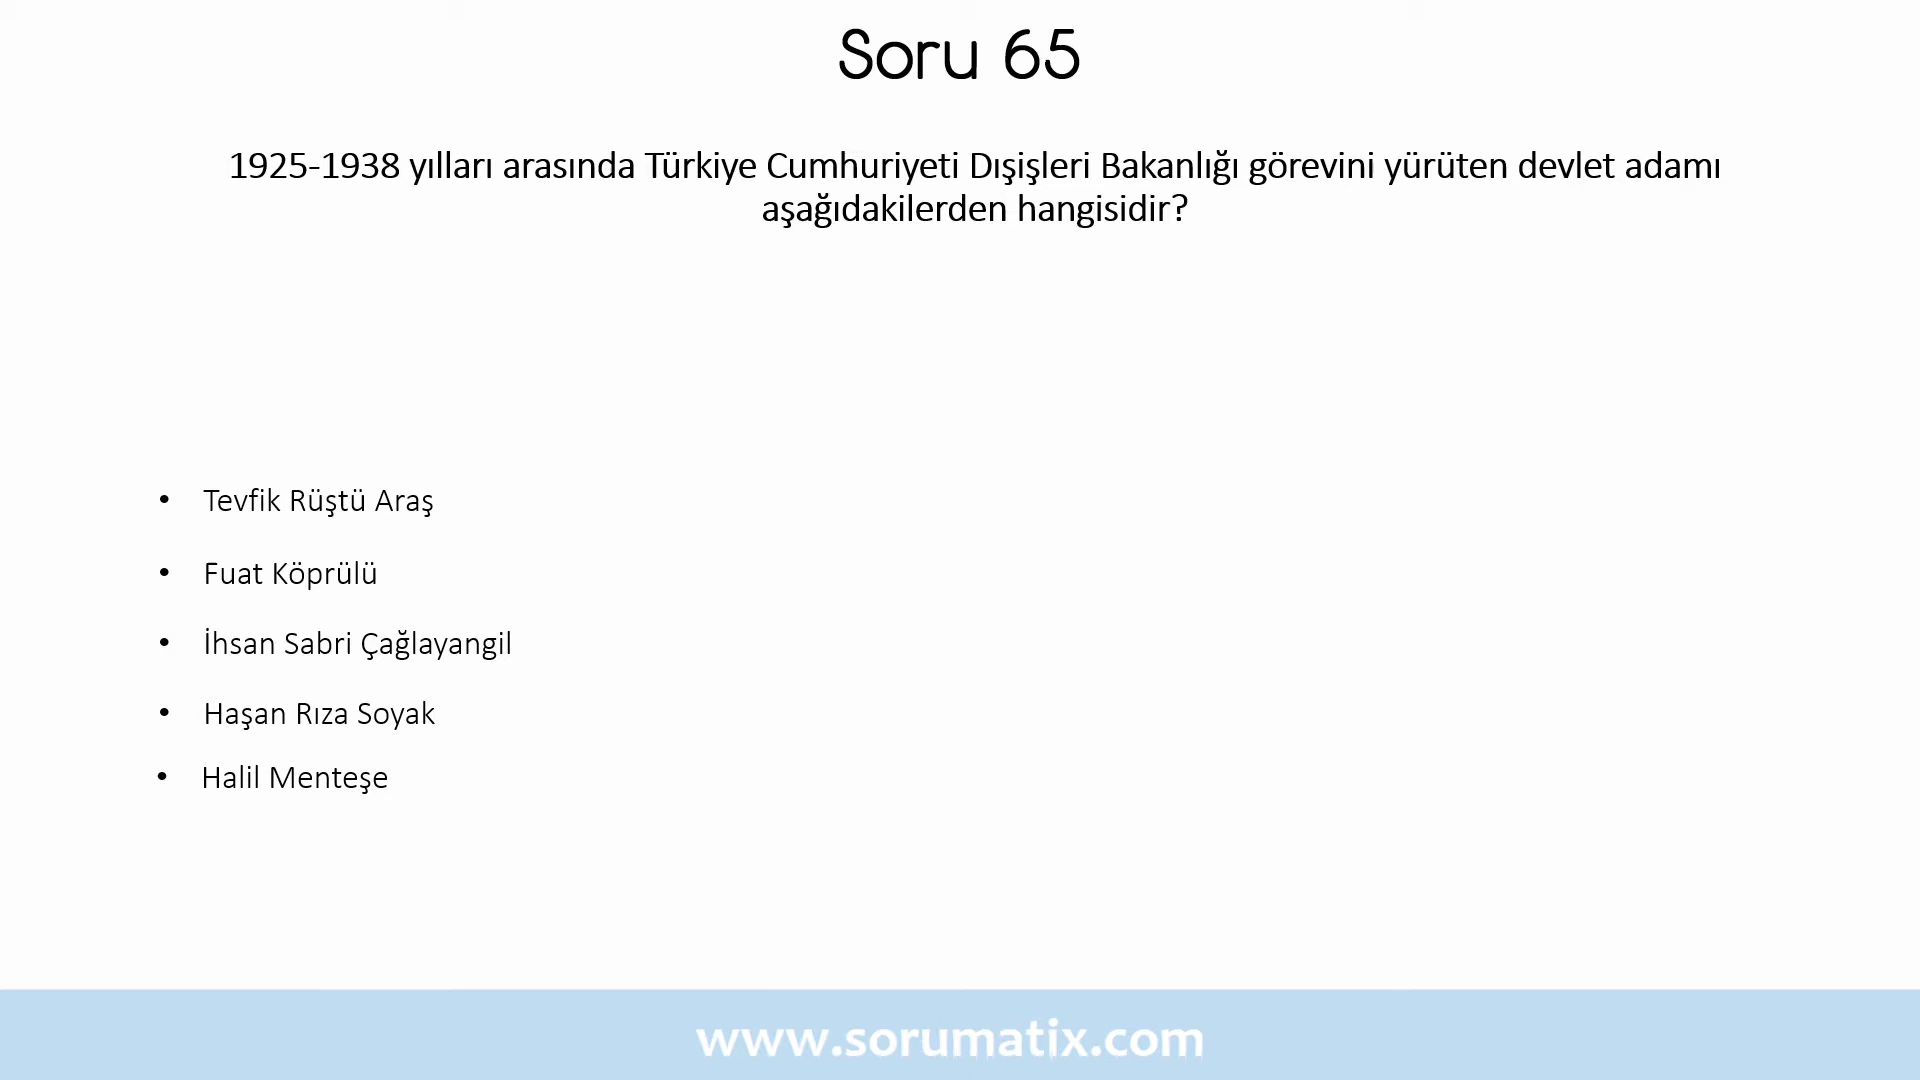 Soru 65
1925-1938 yılları arasında Türkiye Cumhuriyeti Dışişleri Bakanlığı görevini yürüten devlet adamı
aşağıdakilerden hangisidir?
• Tevfik Rüştü Araş
• Fuat Köprülü
• İhsan Sabri Çağlayangil
• Haşan Rıza Soyak
• Halil Menteşe
www.sorumatix.com